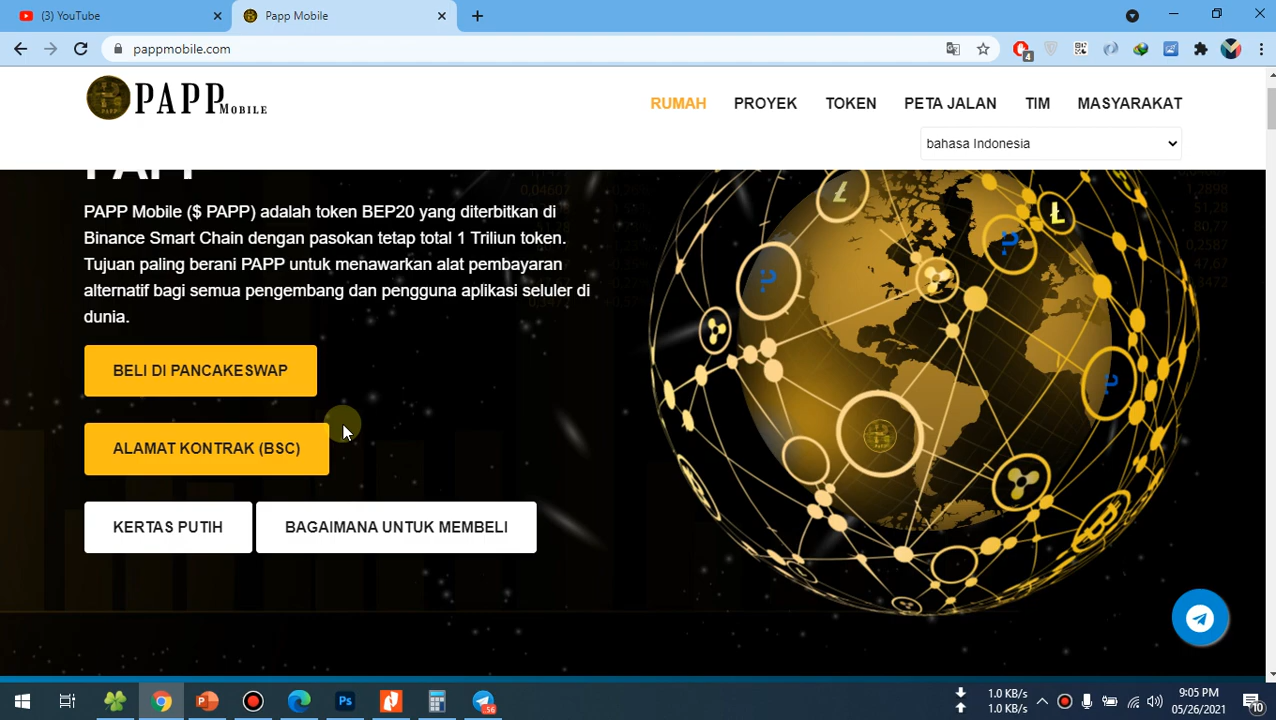 (3) YouTube
Papp Mobile
pappmobile.com
4
PAPP MOBILE
RUMAH PROYEK TOKEN PETA JALAN TIM MASYARAKAT
bahasa Indonesia
PAPP
PAPP Mobile ($ PAPP) adalah token BEP20 yang diterbitkan di
Binance Smart Chain dengan pasokan tetap total 1 Triliun token.
Tujuan paling berani PAPP untuk menawarkan alat pembayaran
alternatif bagi semua pengembang dan pengguna aplikasi seluler di
dunia.
BELI DI PANCAKESWAP
ALAMAT KONTRAK (BSC)
KERTAS PUTIH
BAGAIMANA UNTUK MEMBELI
1.0 KB/s
1.0 KB/s
9:05 PM
05/26/2021
10
56